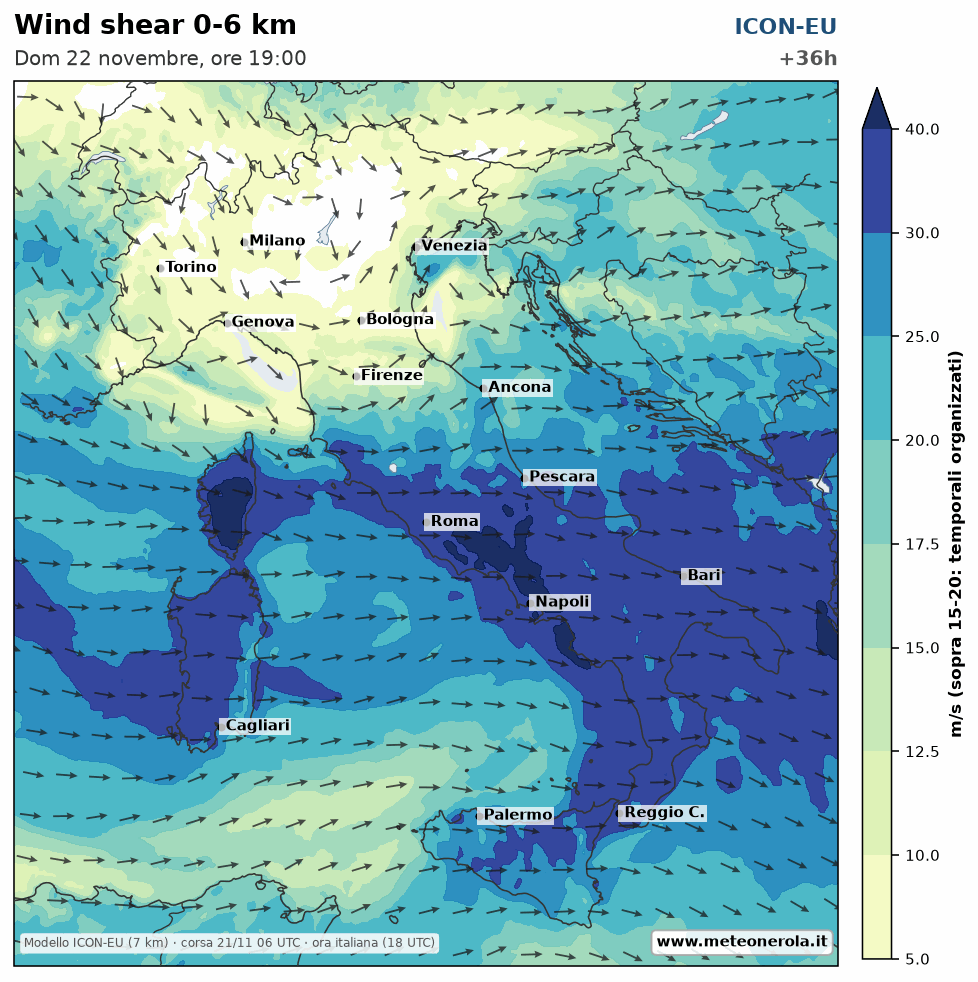 Wind shear 0-6 km
ICON-EU
Dom 22 novembre, ore 19:00
+36h
Milano
Venezia
Torino
Genova
Bologna
Firenze
Ancona
Pescara
Roma
Bari
Napoli
Cagliari
Palermo
Reggio C.
40.0
30.0
25.0
20.0
17.5
15.0
12.5
10.0
5.0
m/s (sopra 15-20: temporali organizzati)
Modello ICON-EU (7 km) · corsa 21/11 06 UTC · ora italiana (18 UTC)
www.meteonerola.it